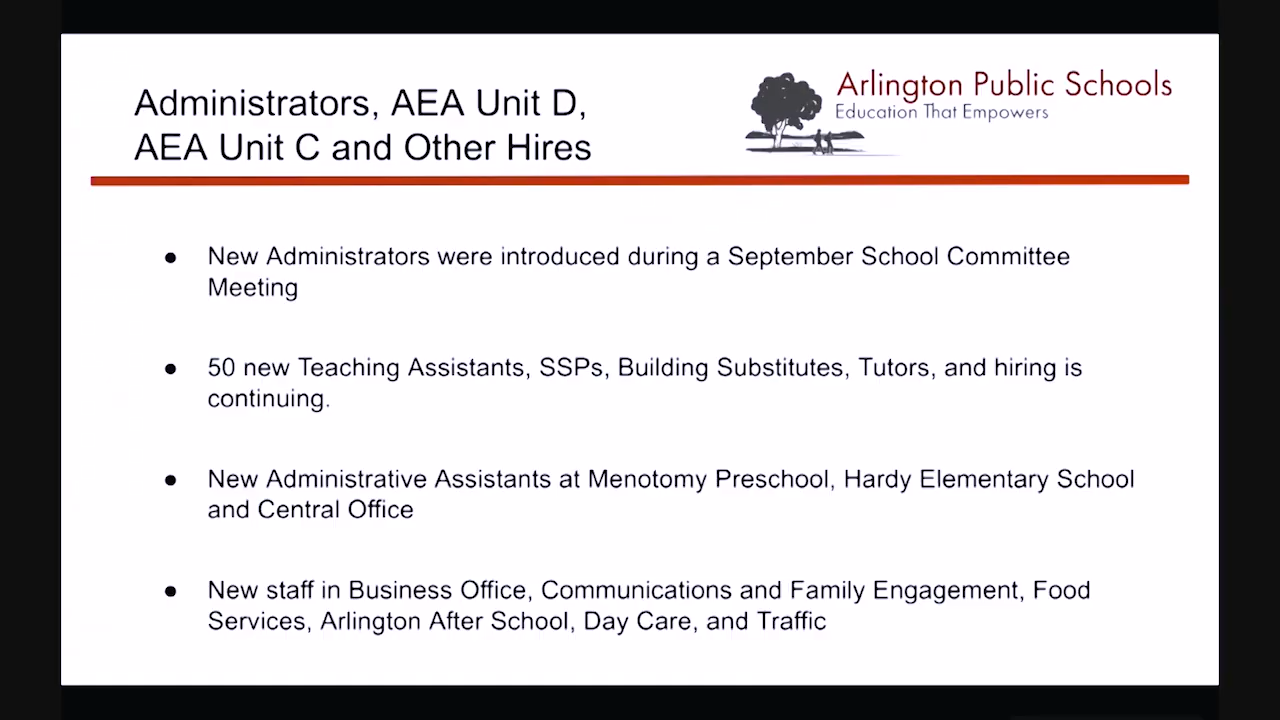 Administrators, AEA Unit D,
AEA Unit C and Other Hires
Arlington Public Schools
Education That Empowers
● New Administrators were introduced during a September School Committee
Meeting
● 50 new Teaching Assistants, SSPs, Building Substitutes, Tutors, and hiring is
continuing.
● New Administrative Assistants at Menotomy Preschool, Hardy Elementary School
and Central Office
● New staff in Business Office, Communications and Family Engagement, Food
Services, Arlington After School, Day Care, and Traffic